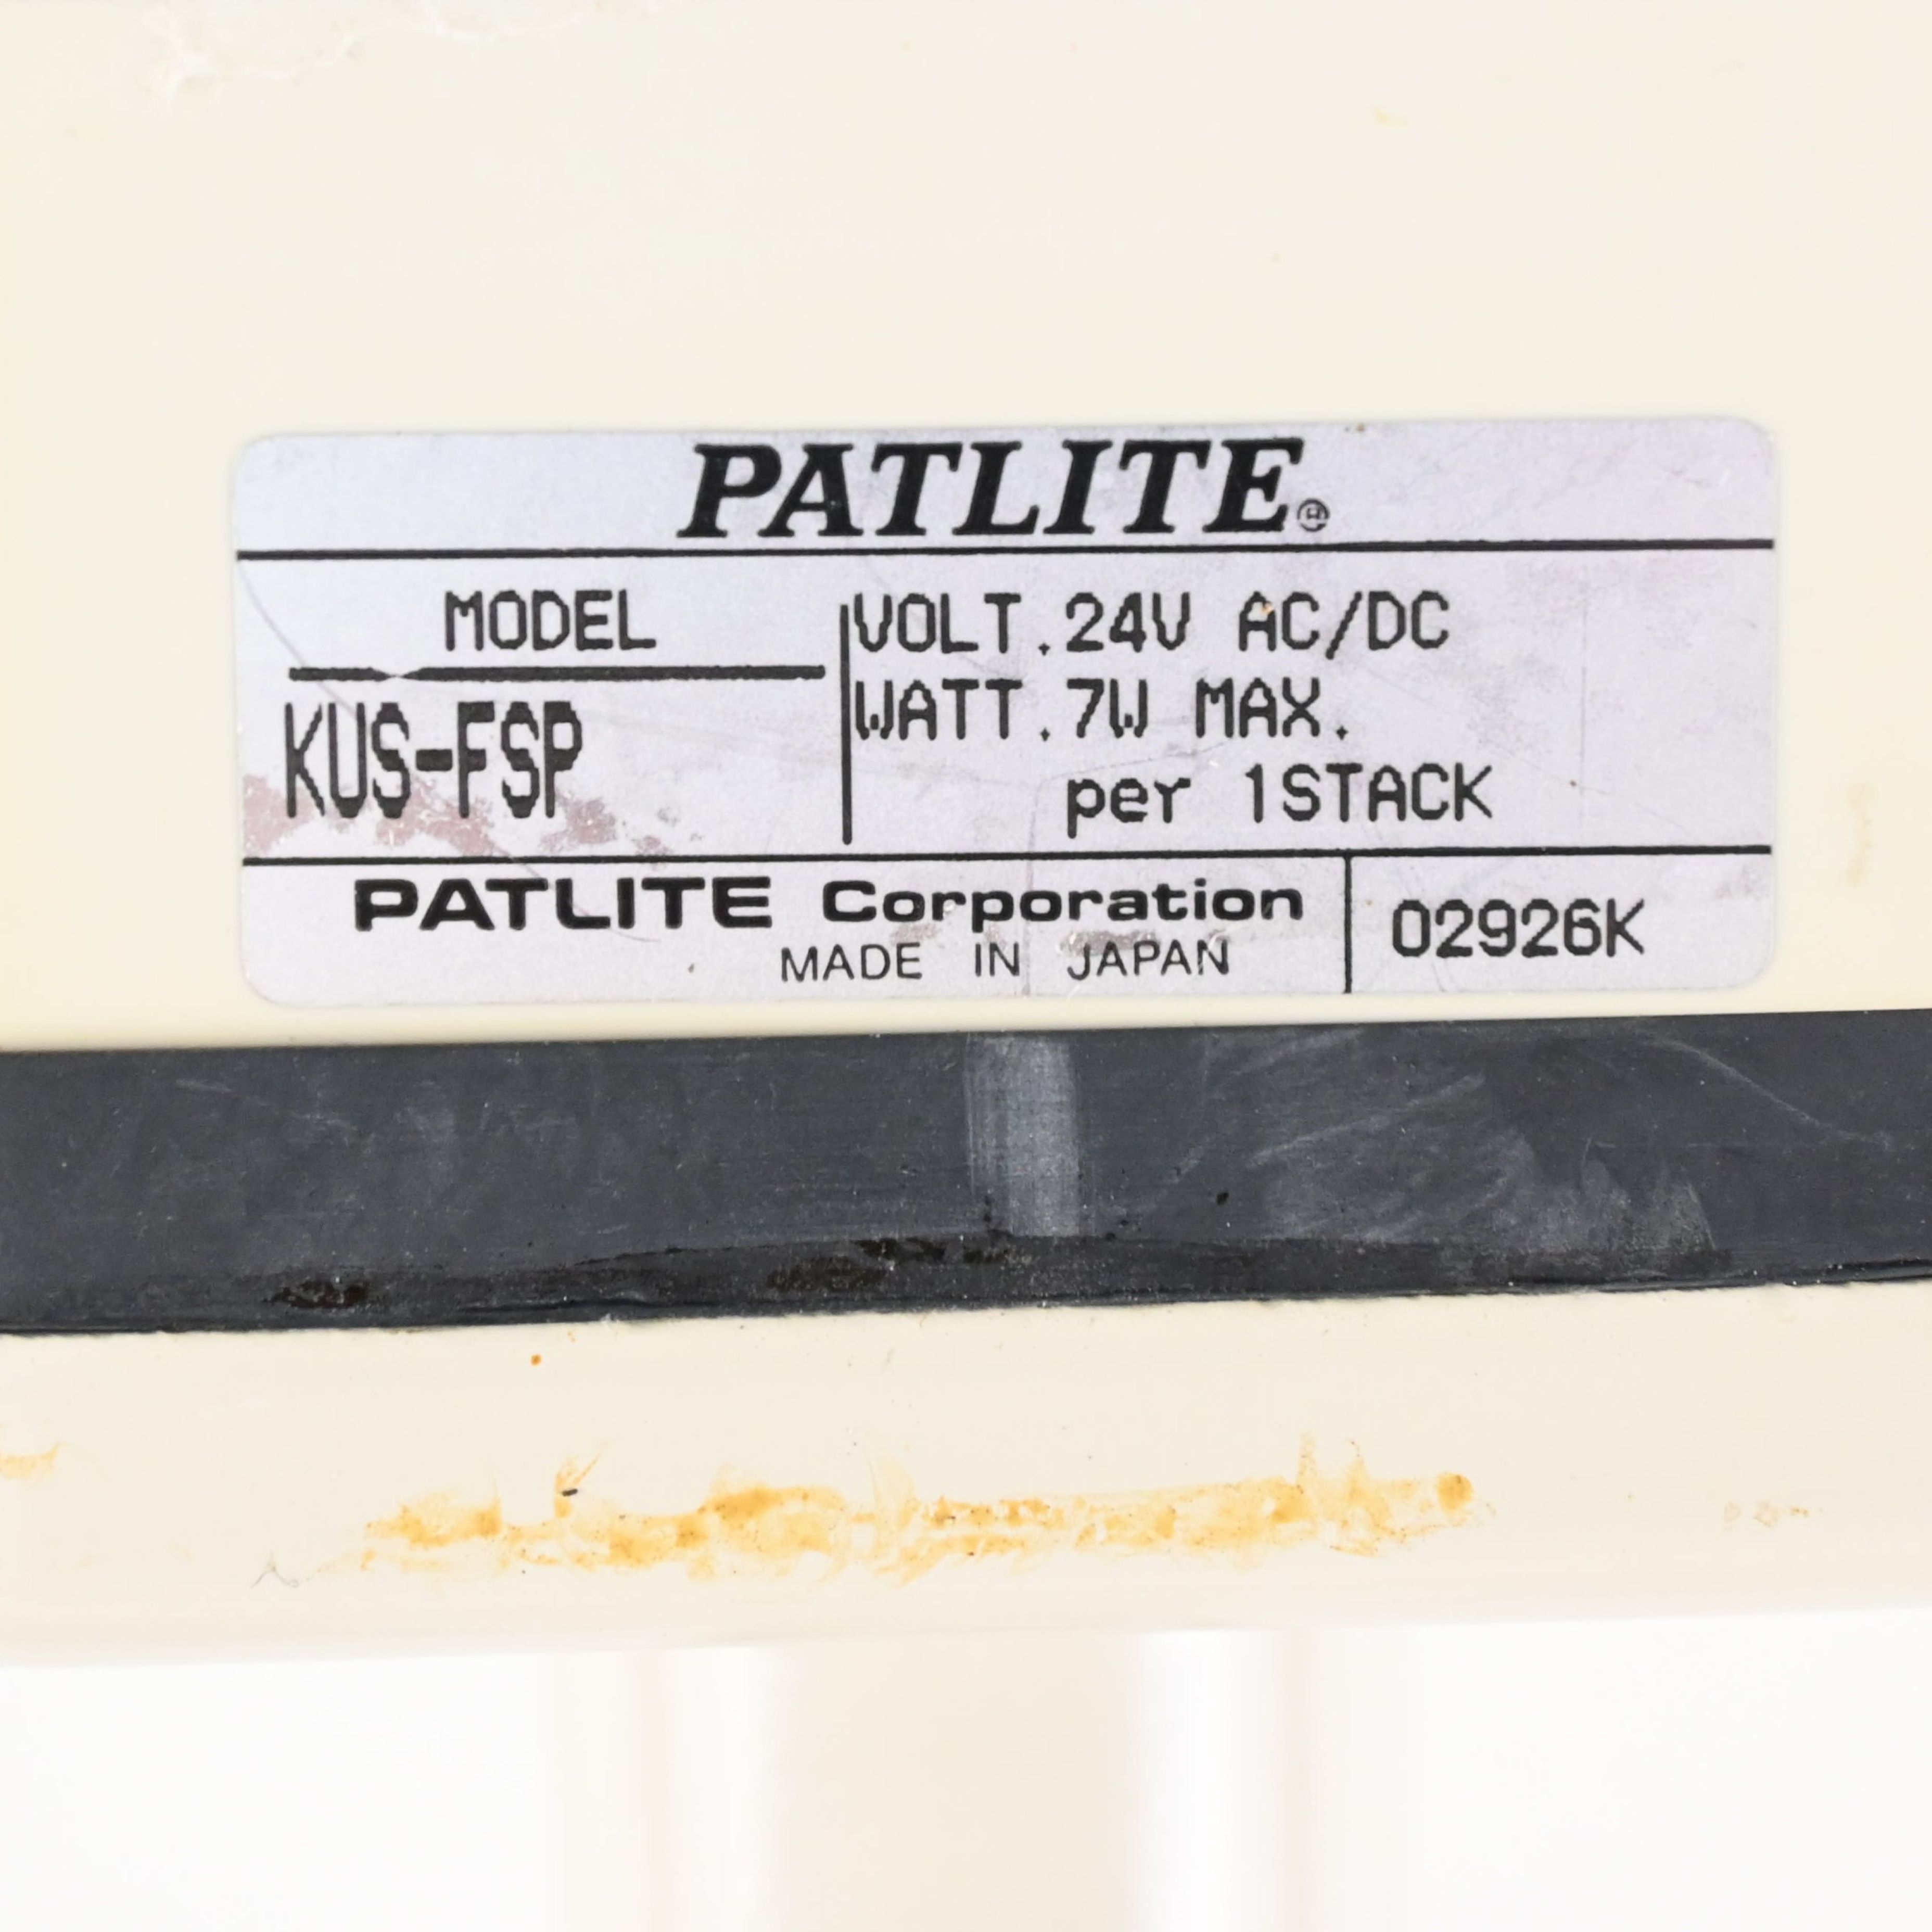 PATLITE®
MODEL
KUS-FSP
VOLT.24V AC/DC
WATT.7W MAX.
per 1STACK
PATLITE Corporation
MADE IN JAPAN
02926K